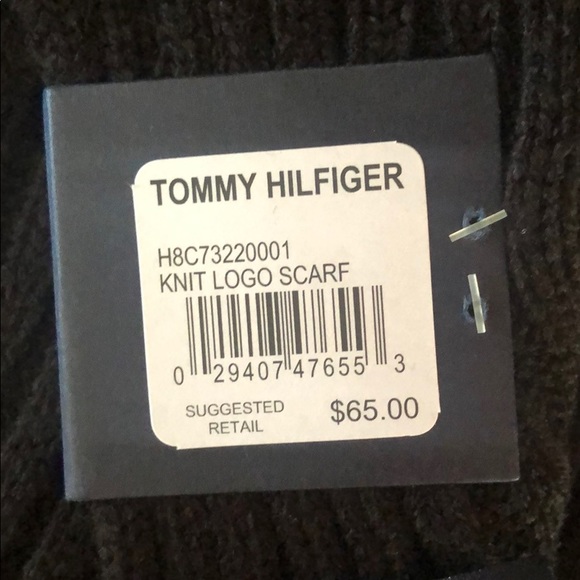 TOMMY HILFIGER
H8C73220001
KNIT LOGO SCARF
0 29407 47655 3
SUGGESTED
RETAIL
$65.00